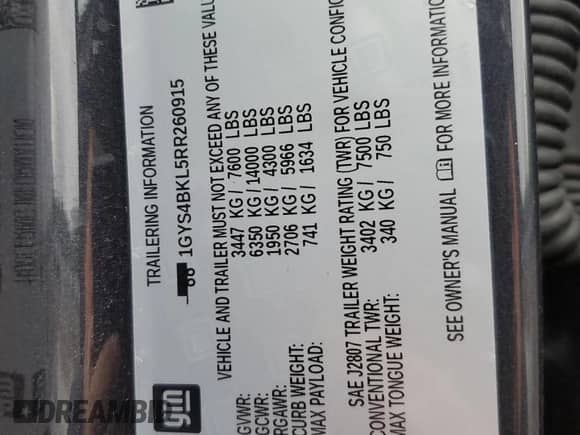 TRAILERING INFORMATION
1GYS4BKL5RR260915
VEHICLE AND TRAILER MUST NOT EXCEED ANY OF THESE VALU
GVWR: 3447 KG / 7600 LBS
GCWR: 6350 KG / 14000 LBS
RGAWR: 1950 KG / 4300 LBS
CURB WEIGHT: 2706 KG / 5966 LBS
MAX PAYLOAD: 741 KG / 1634 LBS
SAE J2807 TRAILER WEIGHT RATING (TWR) FOR VEHICLE CONFIG
CONVENTIONAL TWR: 3402 KG / 7500 LBS
MAX TONGUE WEIGHT: 340 KG / 750 LBS
SEE OWNER'S MANUAL FOR MORE INFORMATIO
gm
DREAMBID